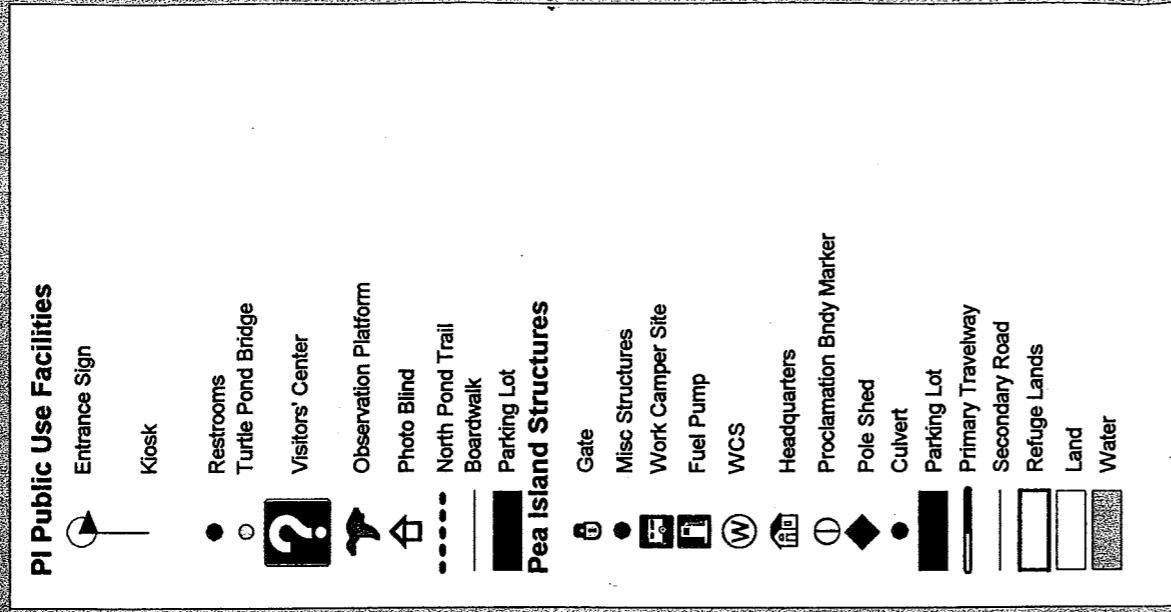 PI Public Use Facilities
Entrance Sign
Kiosk
Restrooms
Turtle Pond Bridge
?
Visitors' Center
Observation Platform
Photo Blind
North Pond Trail
Boardwalk
Parking Lot
Pea Island Structures
Gate
Misc Structures
Work Camper Site
Fuel Pump
W
WCS
Headquarters
Proclamation Bndy Marker
Pole Shed
Culvert
Parking Lot
Primary Travelway
Secondary Road
Refuge Lands
Land
Water